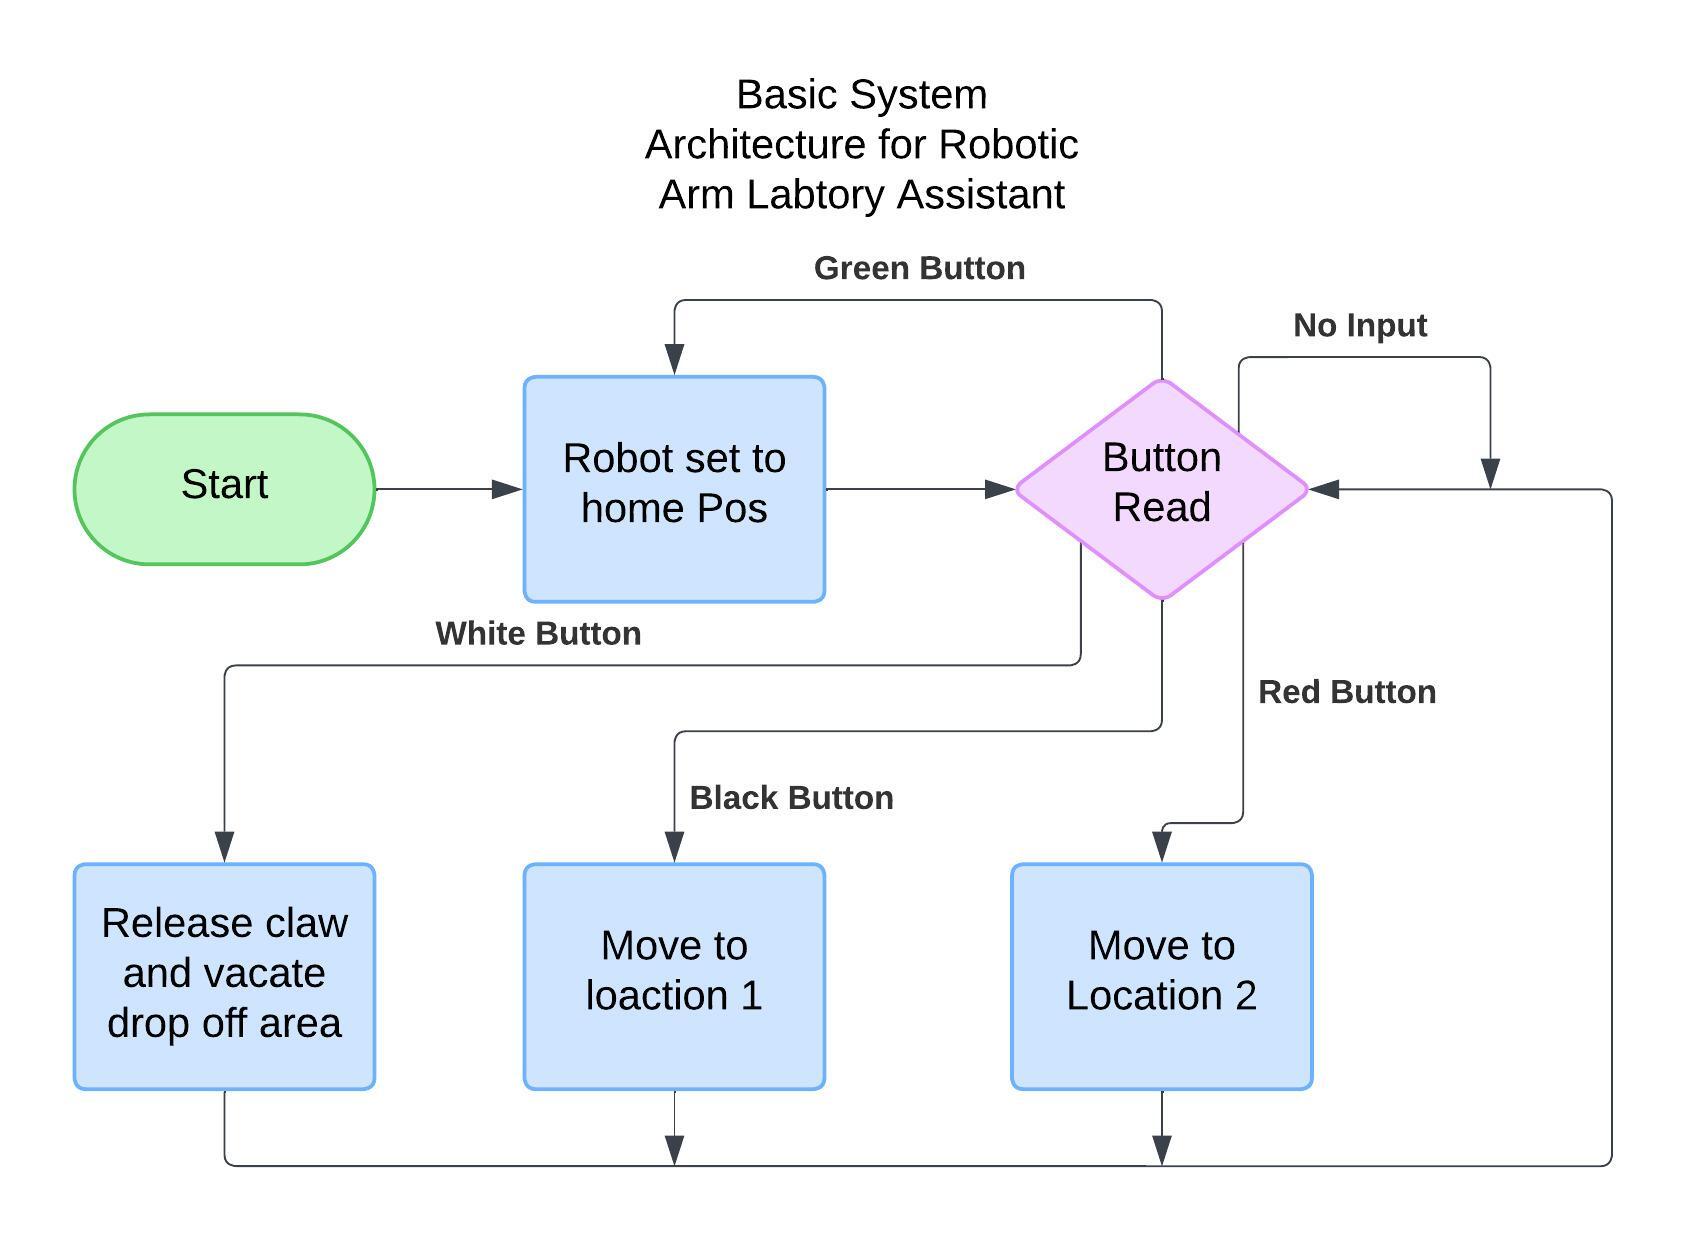 Basic System
Architecture for Robotic
Arm Labtory Assistant
Green Button
No Input
Start
Robot set to
home Pos
Button
Read
White Button
Red Button
Black Button
Release claw
and vacate
drop off area
Move to
loaction 1
Move to
Location 2